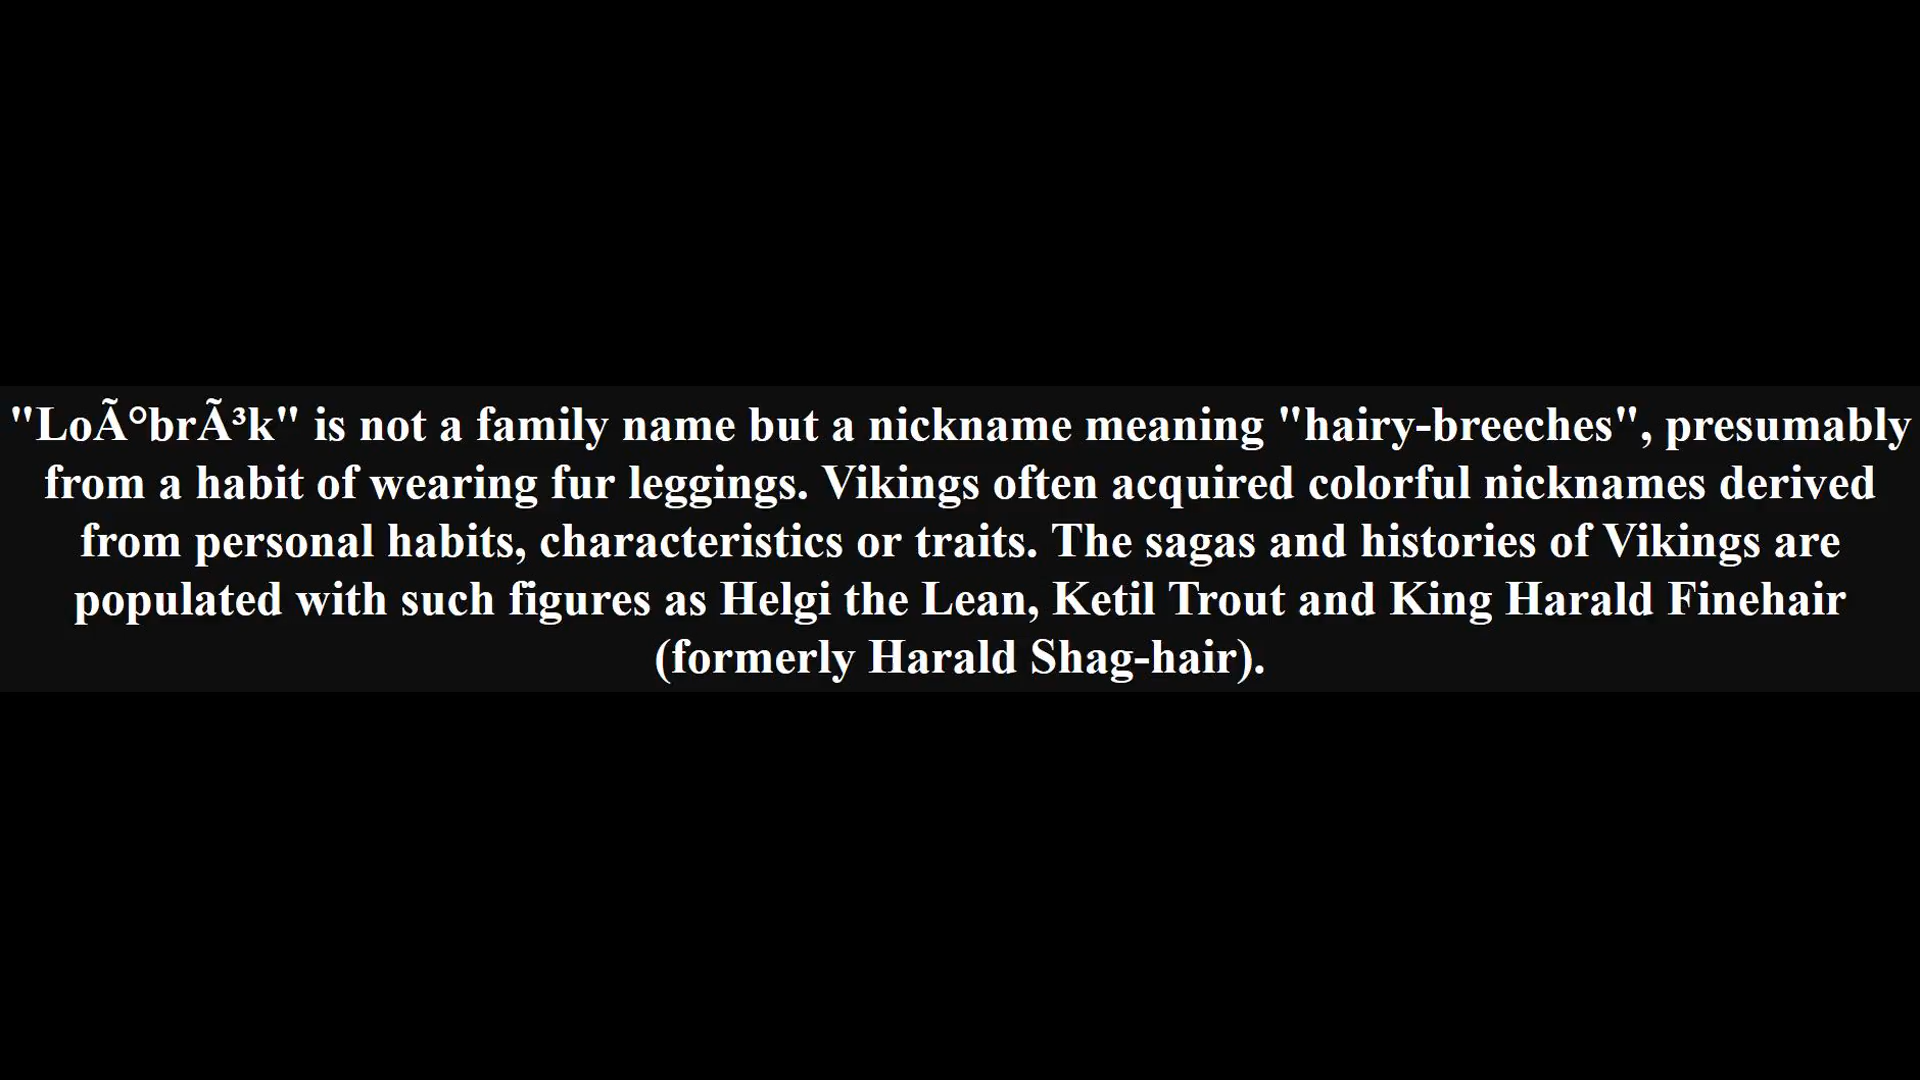 "LoÃ°brÃ³k" is not a family name but a nickname meaning "hairy-breeches", presumably
from a habit of wearing fur leggings. Vikings often acquired colorful nicknames derived
from personal habits, characteristics or traits. The sagas and histories of Vikings are
populated with such figures as Helgi the Lean, Ketil Trout and King Harald Finehair
(formerly Harald Shag-hair).